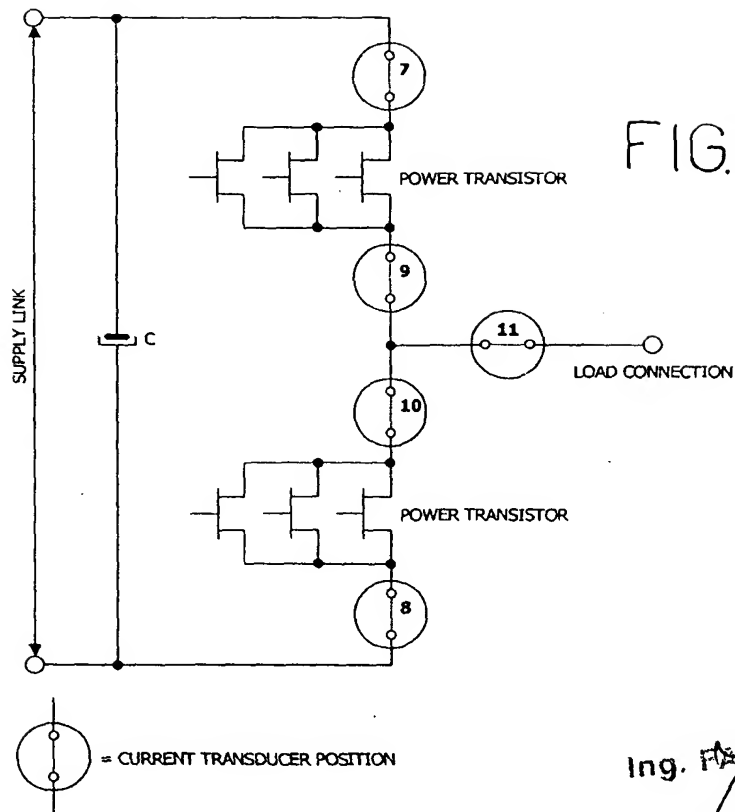 7
FIG.
POWER TRANSISTOR
9
SUPPLY LINK
C
11
LOAD CONNECTION
10
POWER TRANSISTOR
8
= CURRENT TRANSDUCER POSITION
Ing.